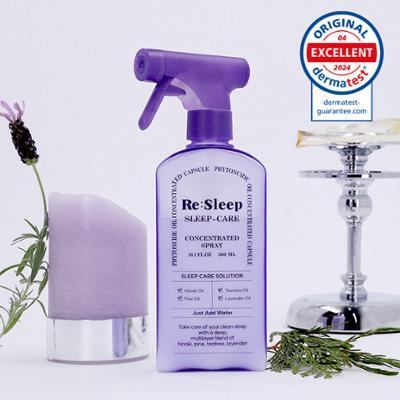 ORIGINAL
04
EXCELLENT
2024
dermatest®
dermatest-
guarantee.com
PHYTONCIDE OIL CONCENTRATED CAPSULE PHYTONCIDE OIL CONCENTRATED CAPSULE
Re:Sleep
SLEEP-CARE
CONCENTRATED
SPRAY
10.1 FL.OZ 300 ML
SLEEP CARE SOLUTION
Hinoki Oil Tea tree Oil
Pine Oil Lavender Oil
Just Add Water
Take care of your clean sleep
with a deep,
multilayer blend of
hinoki, pine, teatree, lavender